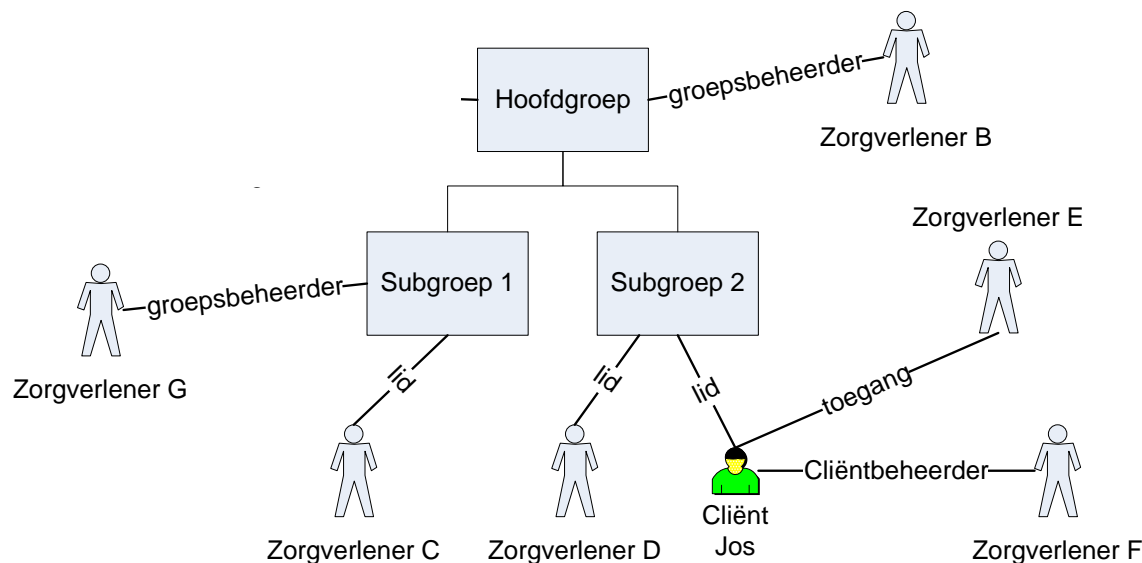 Hoofdgroep
groepsbeheerder
Zorgverlener B
Zorgverlener E
Subgroep 1
Subgroep 2
groepsbeheerder
Zorgverlener G
lid
lid
lid
toegang
Cliëntbeheerder
Cliënt
Jos
Zorgverlener C
Zorgverlener D
Zorgverlener F